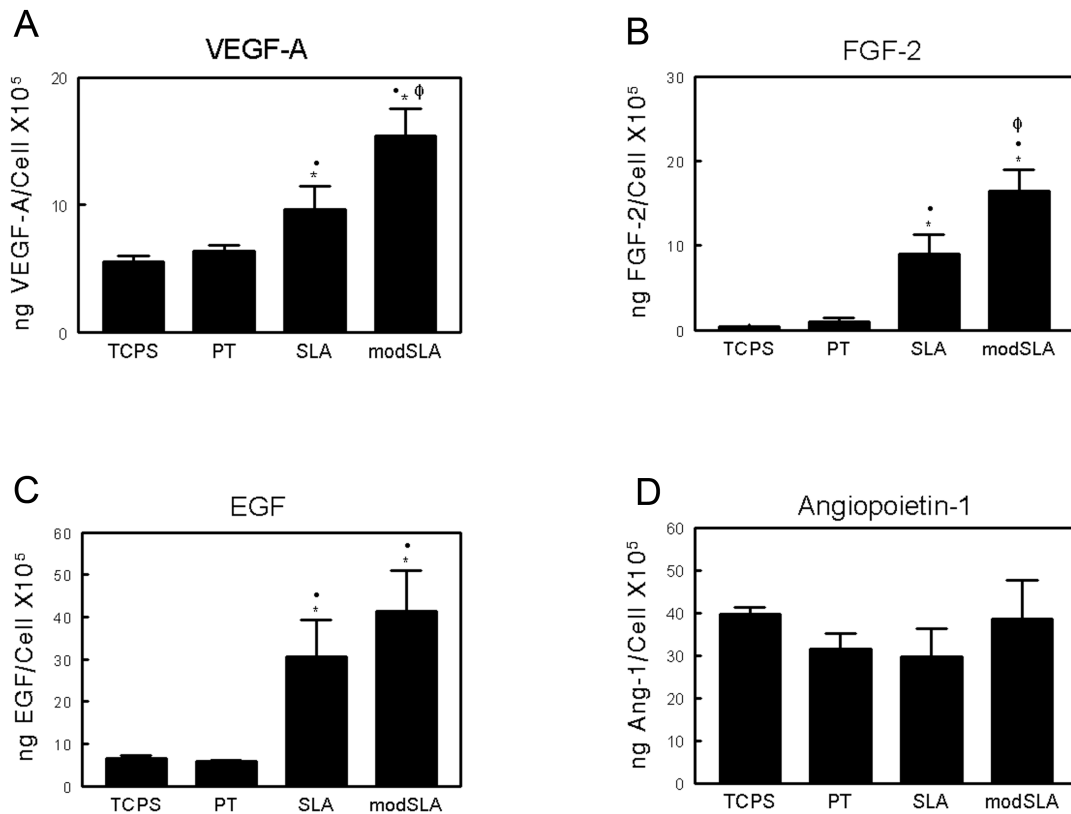 A
VEGF-A
ng VEGF-A/Cell X10⁵
20
10
0
• * ϕ
•
*
TCPS PT SLA modSLA
B
FGF-2
ng FGF-2/Cell X10⁵
30
20
10
0
ϕ
•
*
•
*
TCPS PT SLA modSLA
C
EGF
ng EGF/Cell X10⁵
60
50
40
30
20
10
0
•
*
•
*
TCPS PT SLA modSLA
D
Angiopoietin-1
ng Ang-1/Cell X10⁵
60
50
40
30
20
10
0
TCPS PT SLA modSLA